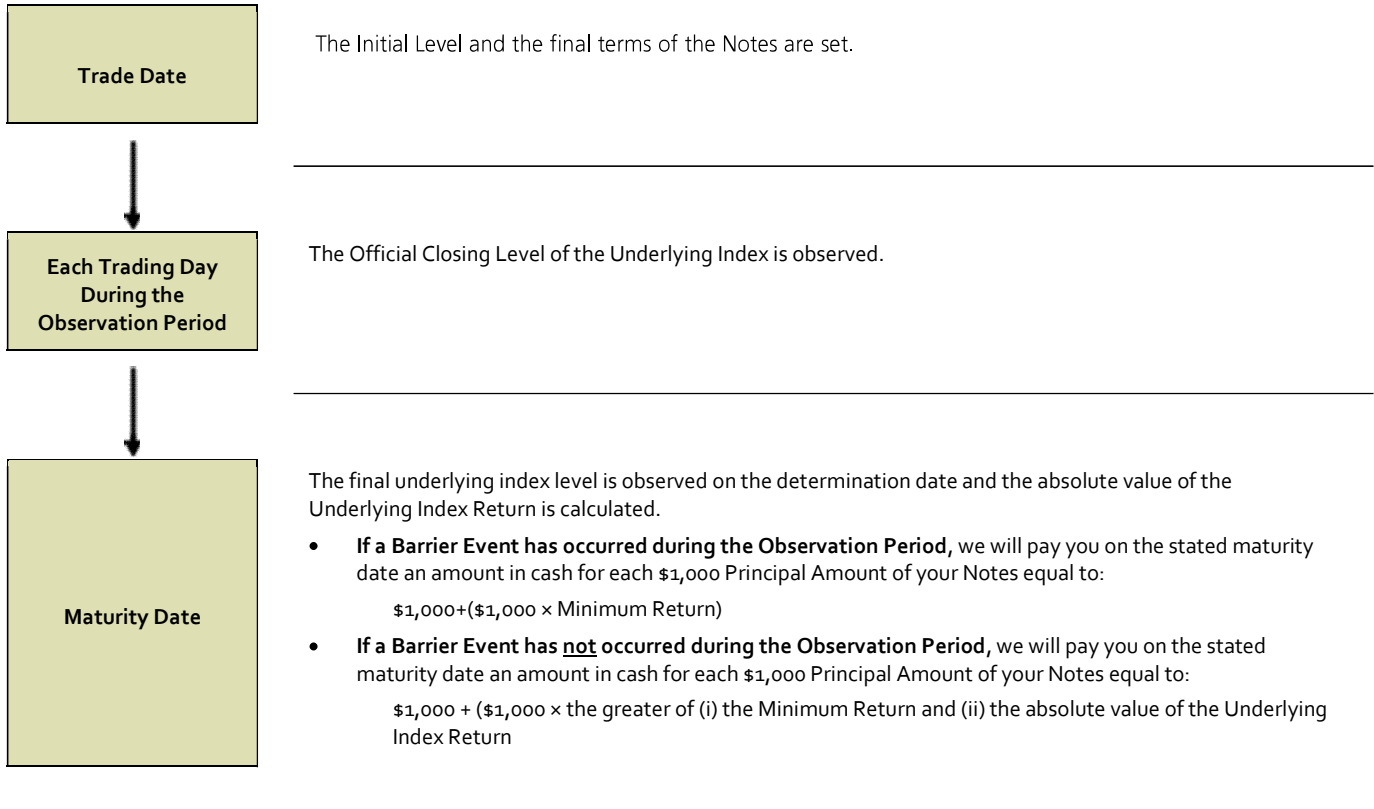 Trade Date
The Initial Level and the final terms of the Notes are set.
Each Trading Day
During the
Observation Period
The Official Closing Level of the Underlying Index is observed.
Maturity Date
The final underlying index level is observed on the determination date and the absolute value of the
Underlying Index Return is calculated.
• If a Barrier Event has occurred during the Observation Period, we will pay you on the stated maturity
date an amount in cash for each $1,000 Principal Amount of your Notes equal to:
$1,000+($1,000 × Minimum Return)
• If a Barrier Event has not occurred during the Observation Period, we will pay you on the stated
maturity date an amount in cash for each $1,000 Principal Amount of your Notes equal to:
$1,000 + ($1,000 × the greater of (i) the Minimum Return and (ii) the absolute value of the Underlying
Index Return